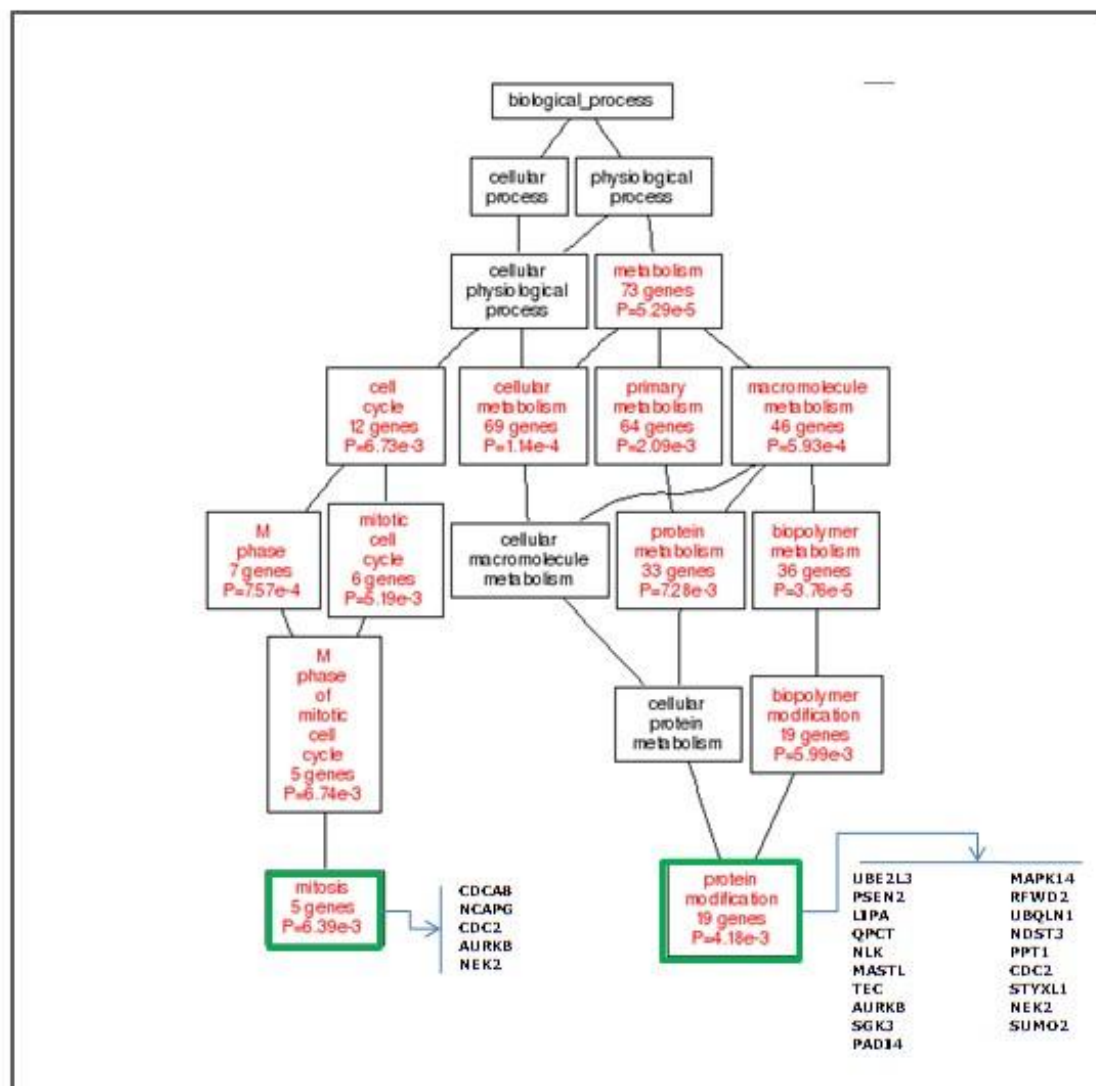 biological_process
cellular
process
physiological
process
cellular
physiological
process
metabolism
73 genes
P=5.29e-5
cell
cycle
12 genes
P=6.73e-3
cellular
metabolism
69 genes
P=1.14e-4
primary
metabolism
64 genes
P=2.09e-3
macromolecule
metabolism
46 genes
P=5.93e-4
M
phase
7 genes
P=7.57e-4
mitotic
cell
cycle
6 genes
P=5.19e-3
cellular
macromolecule
metabolism
protein
metabolism
33 genes
P=7.28e-3
biopolymer
metabolism
36 genes
P=3.76e-5
M
phase
of
mitotic
cell
cycle
5 genes
P=6.74e-3
cellular
protein
metabolism
biopolymer
modification
19 genes
P=5.99e-3
mitosis
5 genes
P=6.39e-3
CDCA8
NCAPG
CDC2
AURKB
NEK2
protein
modification
19 genes
P=4.18e-3
UBE2L3
PSEN2
LIPA
QPCT
NLK
MASTL
TEC
AURKB
SGK3
PADI4
MAPK14
RFWD2
UBQLN1
NDST3
PPT1
CDC2
STYXL1
NEK2
SUMO2